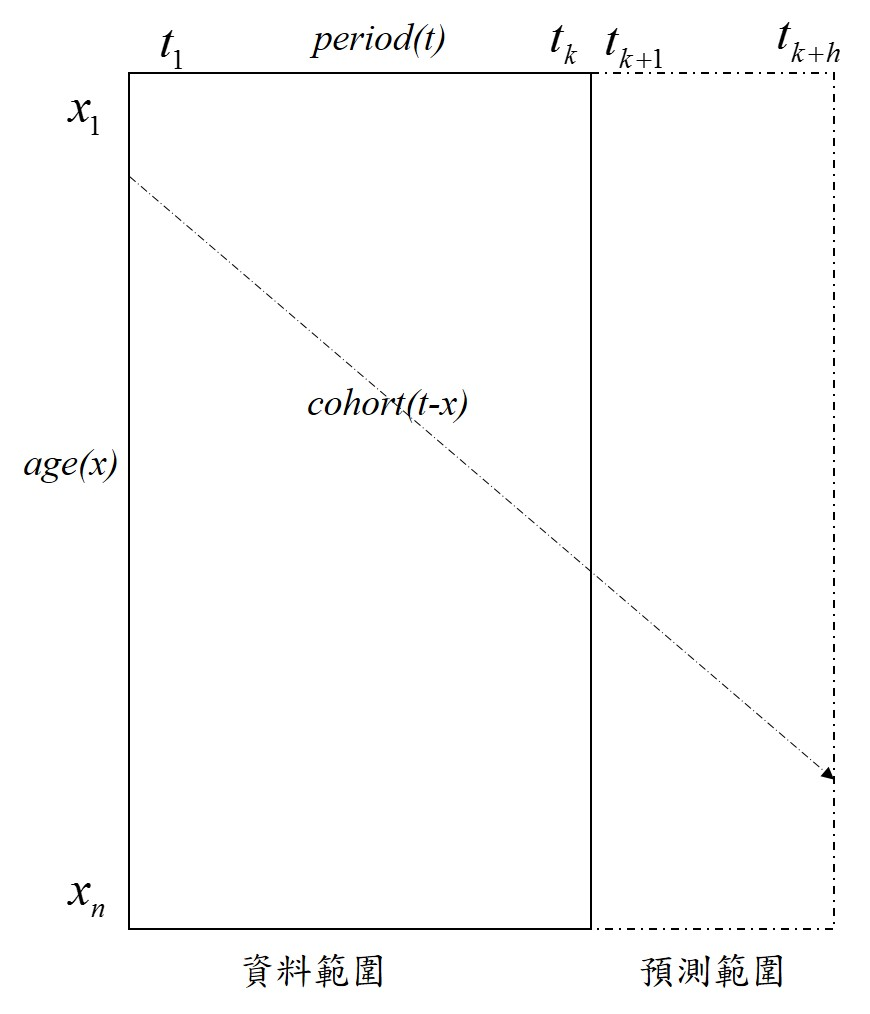 t₁ period(t) tₖ tₖ₊₁ tₖ₊ₕ
x₁
cohort(t-x)
age(x)
xₙ
資料範圍 預測範圍